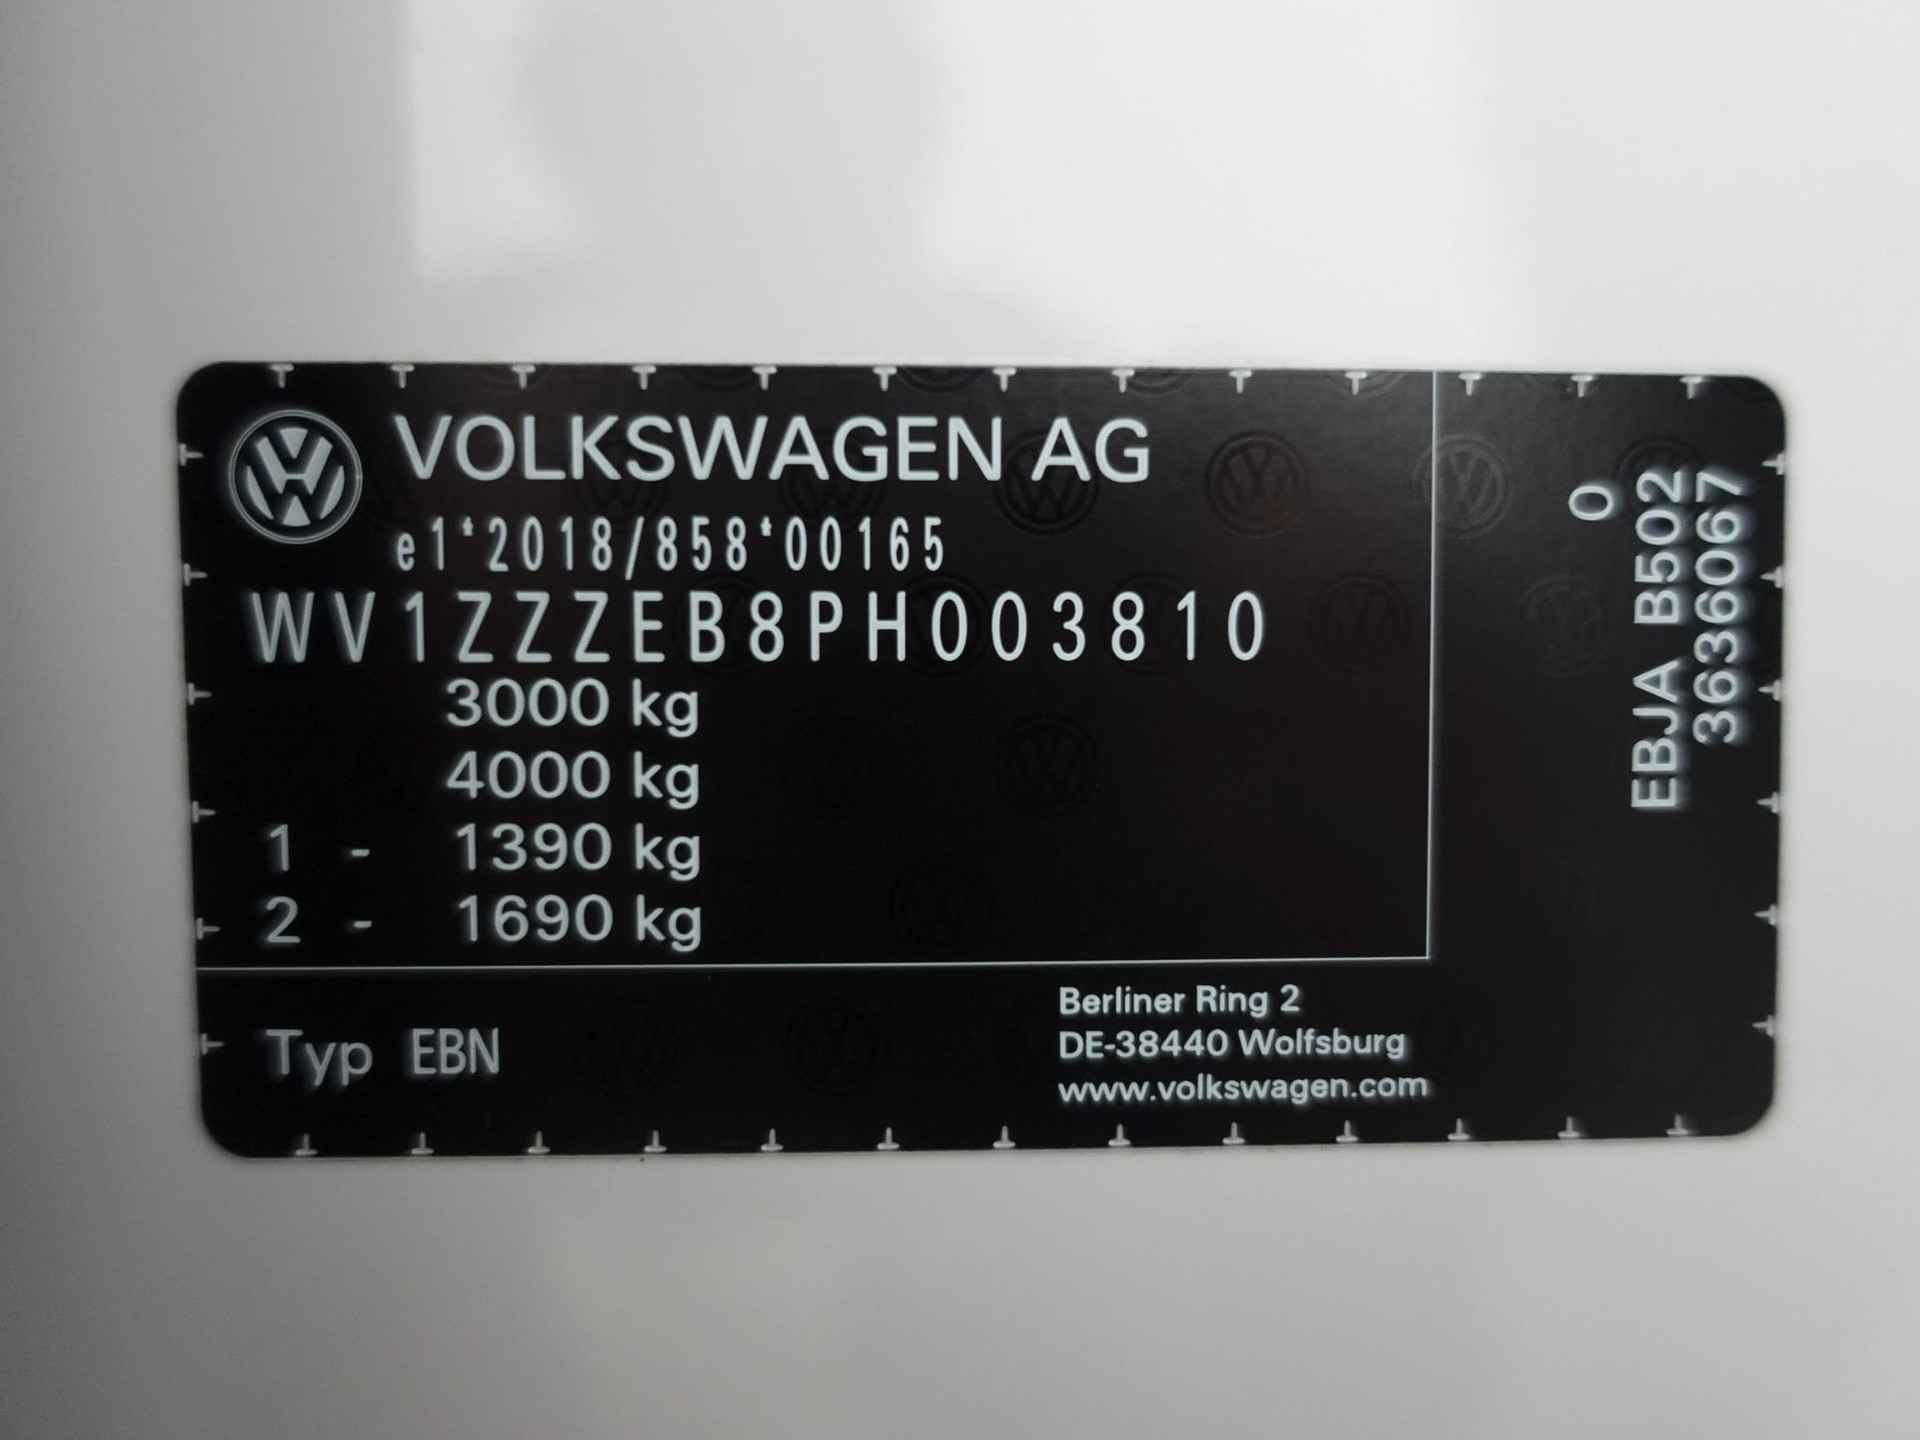 VOLKSWAGEN AG
e1*2018/858*00165
WV1ZZZEB8PH003810
3000 kg
4000 kg
1 - 1390 kg
2 - 1690 kg
Typ EBN
Berliner Ring 2
DE-38440 Wolfsburg
www.volkswagen.com
0
EBJA B502
3636067